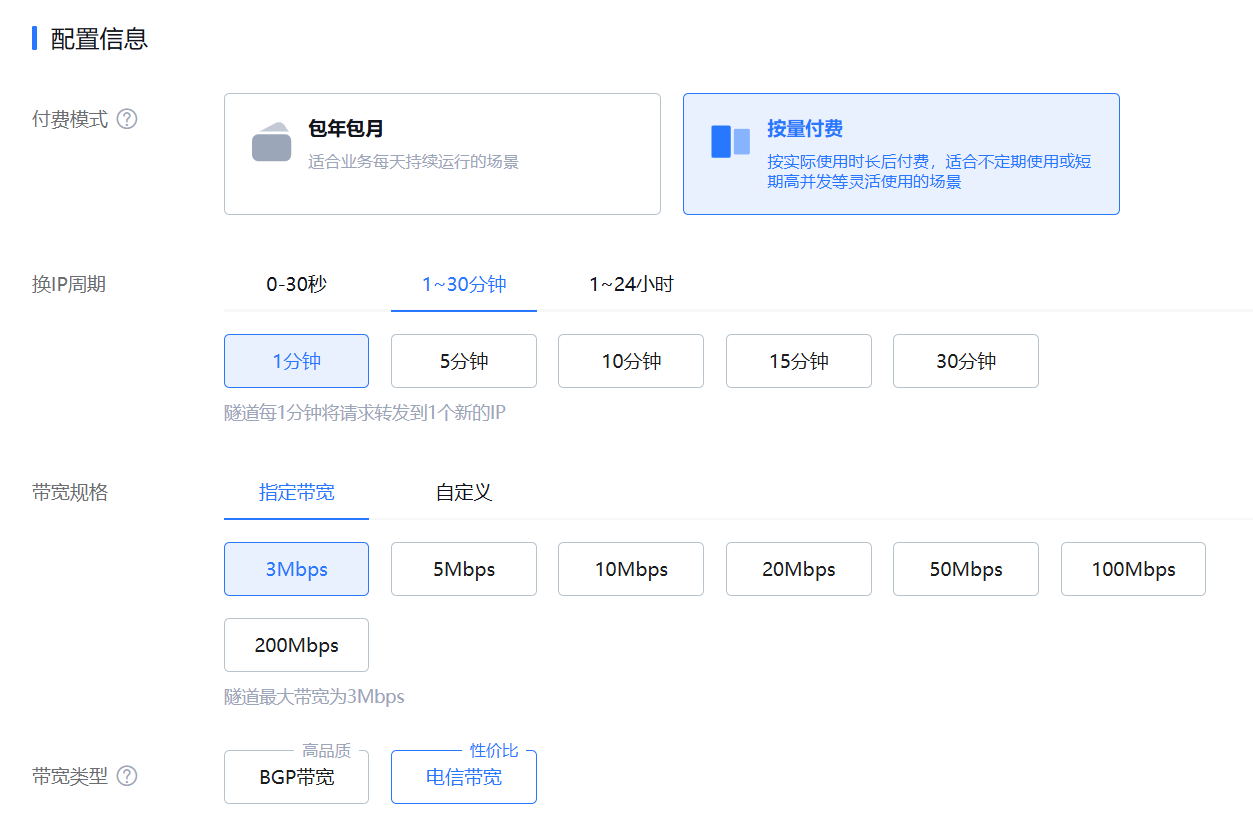 配置信息
付费模式 ?
包年包月
适合业务每天持续运行的场景
按量付费
按实际使用时长后付费，适合不定期使用或短
期高并发等灵活使用的场景
换IP周期
0-30秒 1~30分钟 1~24小时
1分钟 5分钟 10分钟 15分钟 30分钟
隧道每1分钟将请求转发到1个新的IP
带宽规格
指定带宽 自定义
3Mbps 5Mbps 10Mbps 20Mbps 50Mbps 100Mbps
200Mbps
隧道最大带宽为3Mbps
带宽类型 ?
高品质
BGP带宽
性价比
电信带宽